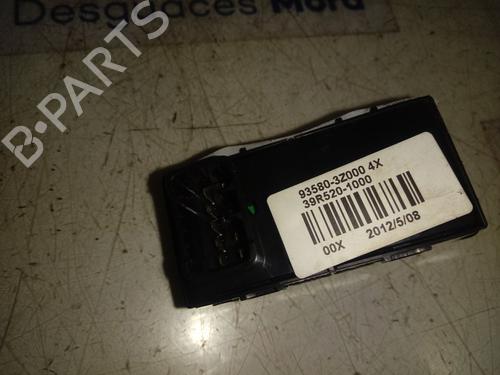 Desguaces Mora
B-PARTS
93580-3Z000 4X
39R520-1000
00X 2012/5/08